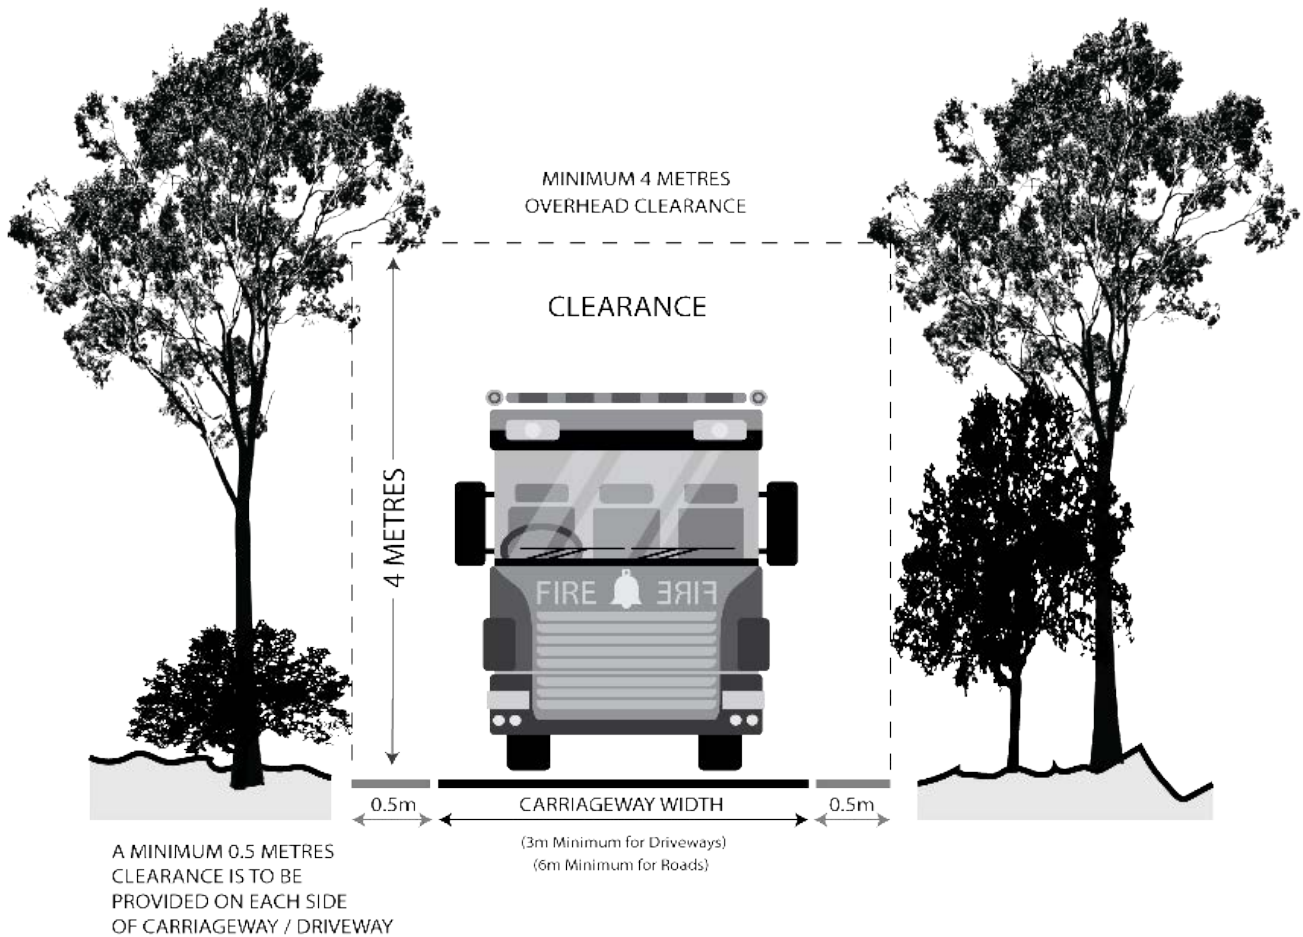 MINIMUM 4 METRES
OVERHEAD CLEARANCE
CLEARANCE
4 METRES
FIRE FIRE
0.5m CARRIAGEWAY WIDTH 0.5m
(3m Minimum for Driveways)
(6m Minimum for Roads)
A MINIMUM 0.5 METRES
CLEARANCE IS TO BE
PROVIDED ON EACH SIDE
OF CARRIAGEWAY / DRIVEWAY